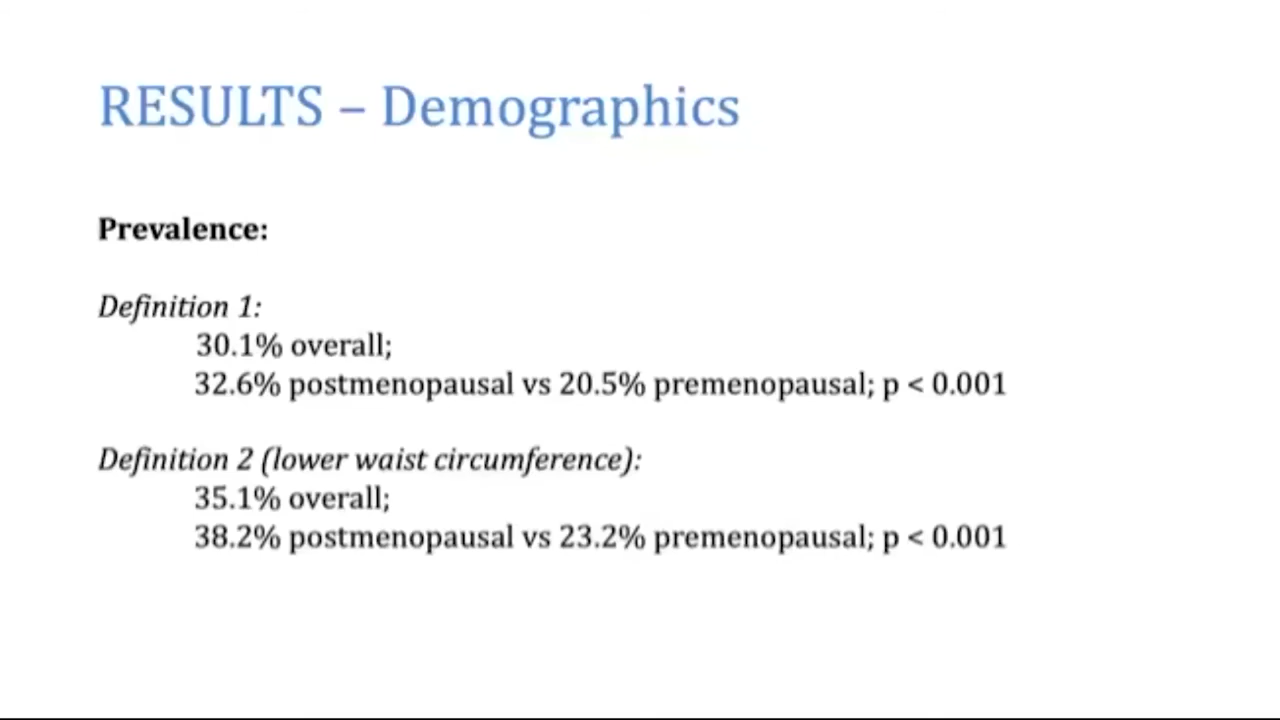 RESULTS – Demographics
Prevalence:
Definition 1:
30.1% overall;
32.6% postmenopausal vs 20.5% premenopausal; p < 0.001
Definition 2 (lower waist circumference):
35.1% overall;
38.2% postmenopausal vs 23.2% premenopausal; p < 0.001